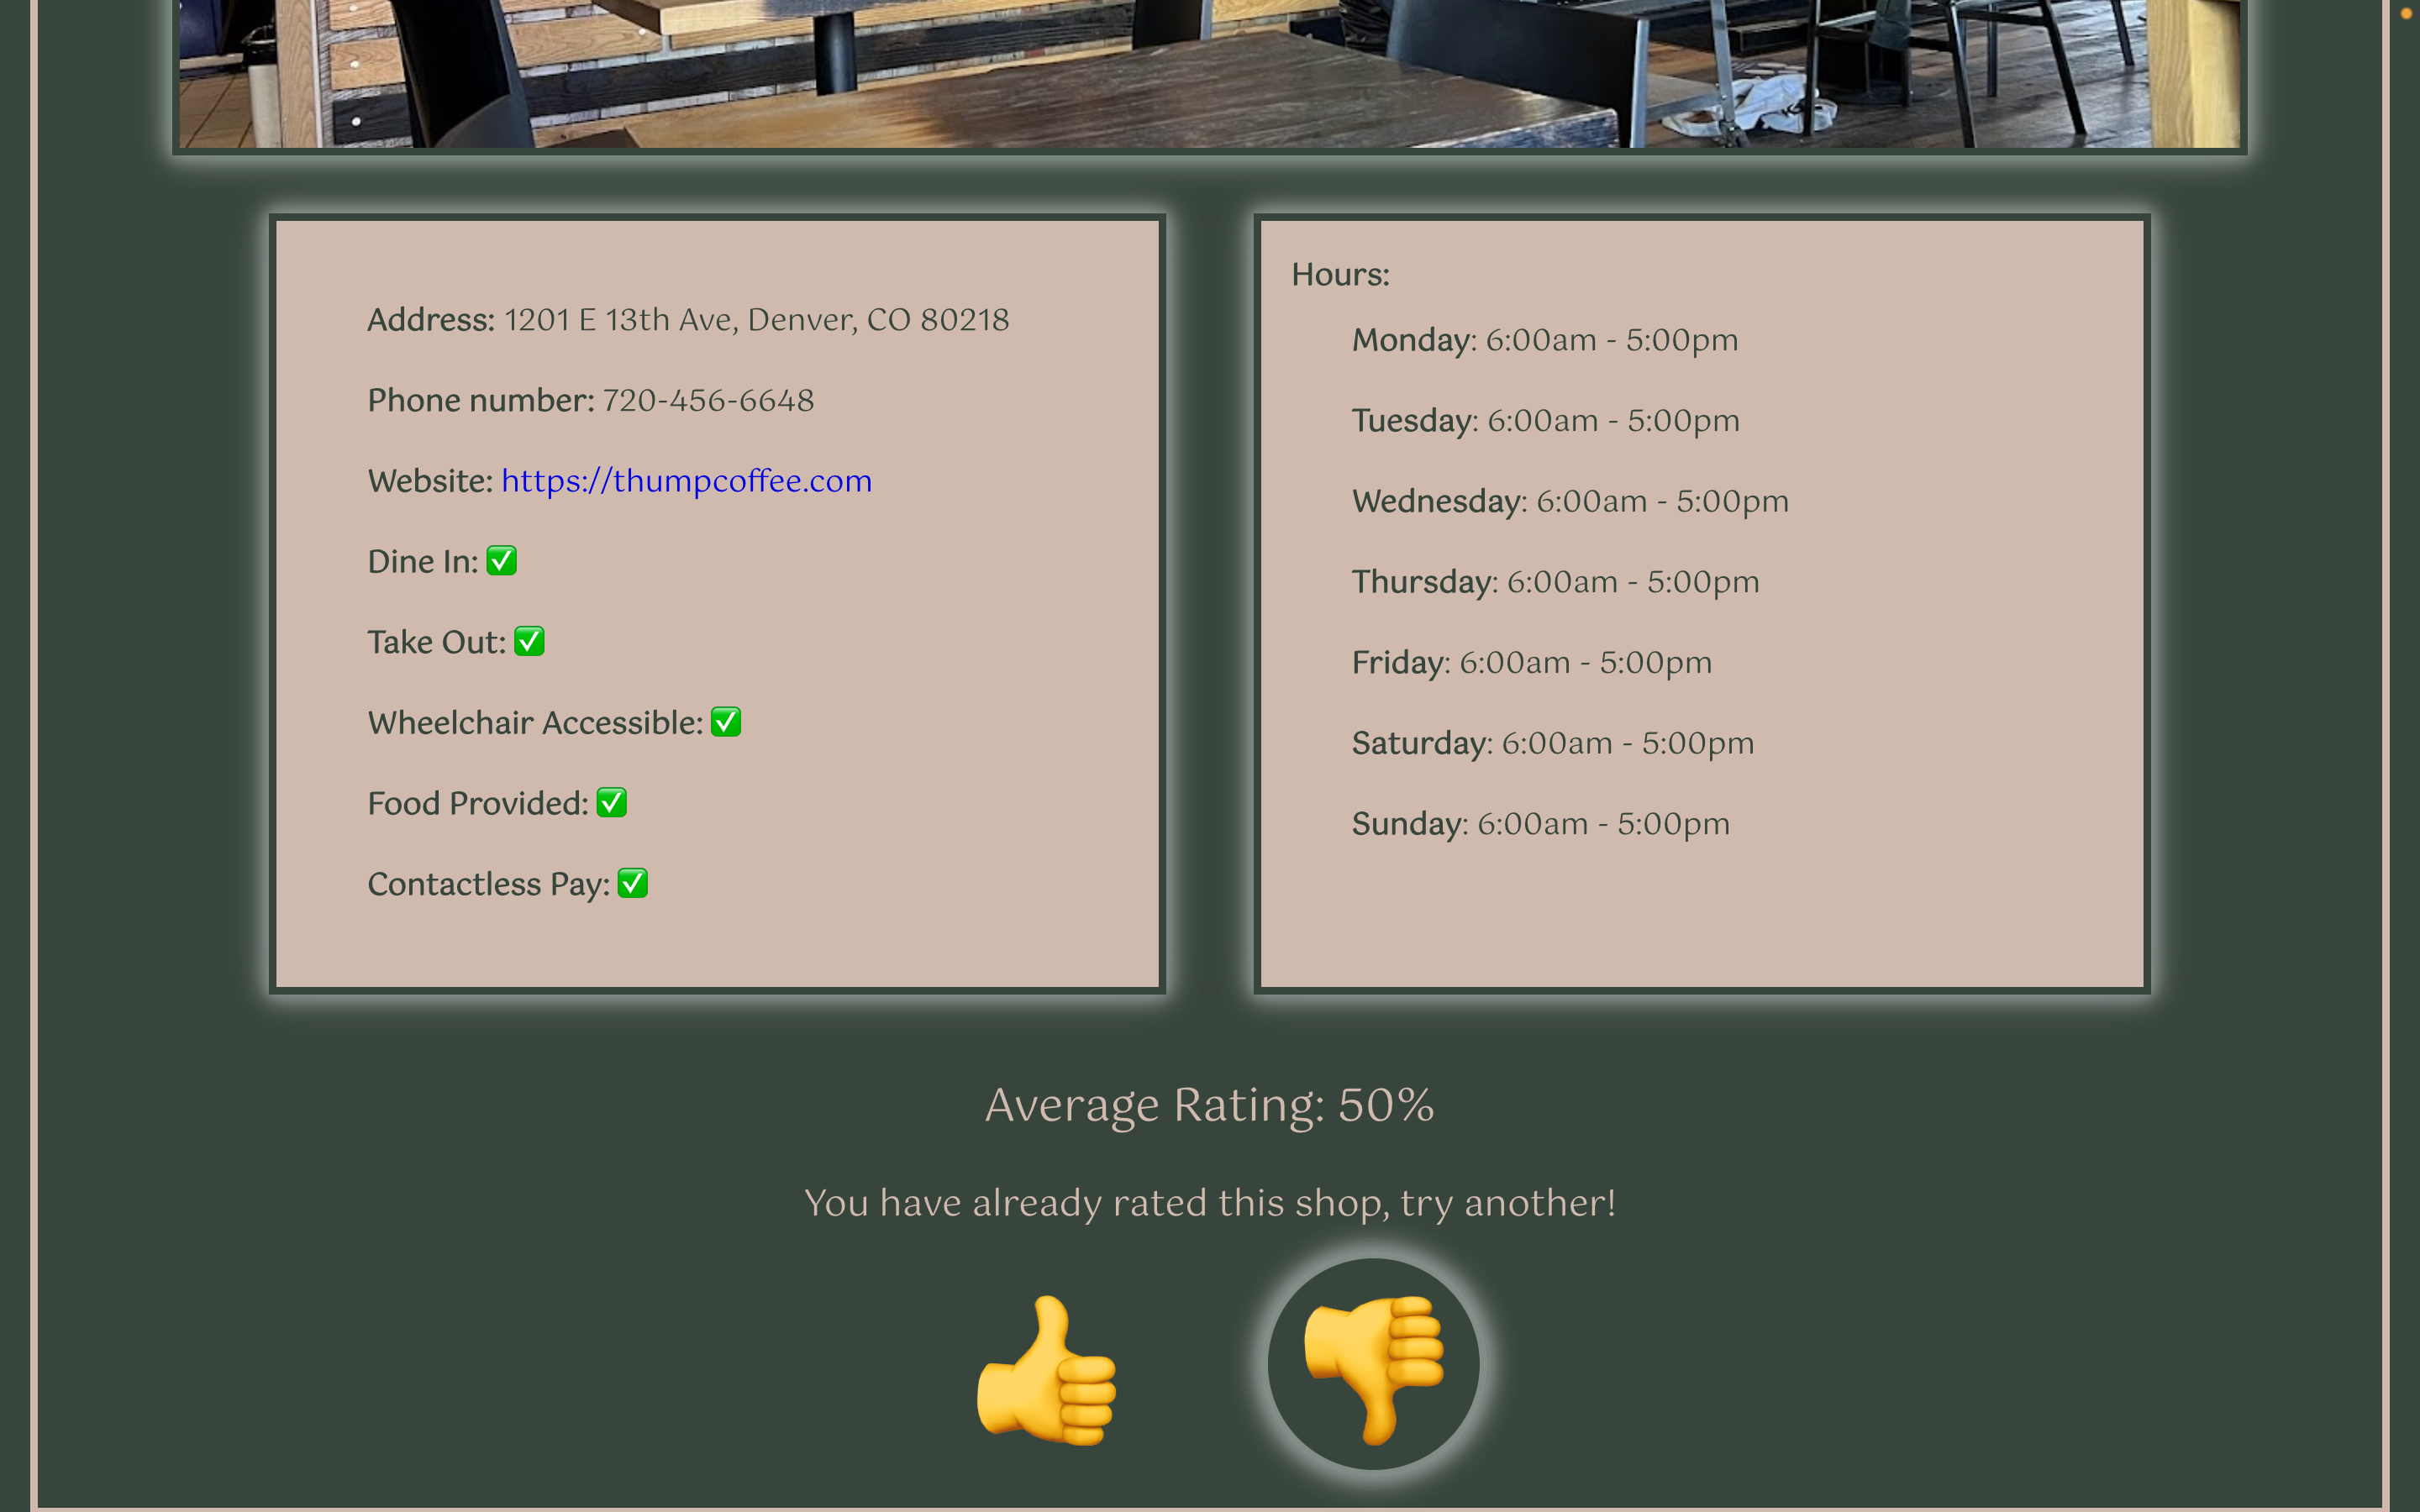 Address: 1201 E 13th Ave, Denver, CO 80218
Phone number: 720-456-6648
Website: https://thumpcoffee.com
Dine In: ✅
Take Out: ✅
Wheelchair Accessible: ✅
Food Provided: ✅
Contactless Pay: ✅
Hours:
Monday: 6:00am - 5:00pm
Tuesday: 6:00am - 5:00pm
Wednesday: 6:00am - 5:00pm
Thursday: 6:00am - 5:00pm
Friday: 6:00am - 5:00pm
Saturday: 6:00am - 5:00pm
Sunday: 6:00am - 5:00pm
Average Rating: 50%
You have already rated this shop, try another!